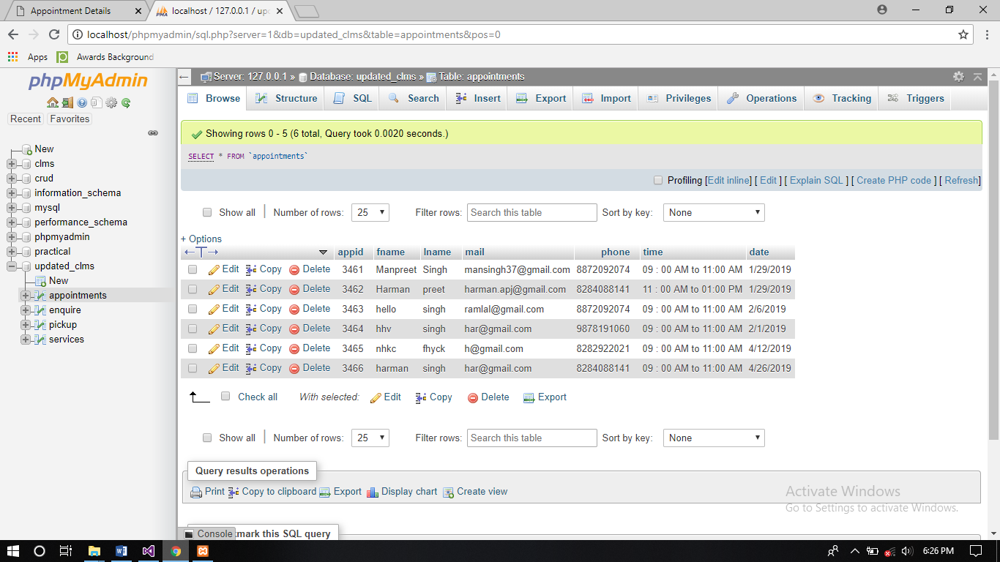 Appointment Details
localhost / 127.0.0.1 / upd
localhost/phpmyadmin/sql.php?server=1&db=updated_clms&table=appointments&pos=0
Apps Awards Background
phpMyAdmin
Recent Favorites
New
clms
crud
information_schema
mysql
performance_schema
phpmyadmin
practical
updated_clms
New
appointments
enquire
pickup
services
Server: 127.0.0.1 » Database: updated_clms » Table: appointments
Browse Structure SQL Search Insert Export Import Privileges Operations Tracking Triggers
Showing rows 0 - 5 (6 total, Query took 0.0020 seconds.)
SELECT * FROM `appointments`
Profiling [Edit inline] [ Edit ] [ Explain SQL ] [ Create PHP code ] [ Refresh]
Show all Number of rows: 25 Filter rows: Search this table Sort by key: None
+ Options
appid fname lname mail phone time date
Edit Copy Delete 3461 Manpreet Singh mansingh37@gmail.com 8872092074 09 : 00 AM to 11:00 AM 1/29/2019
Edit Copy Delete 3462 Harman preet harman.apj@gmail.com 8284088141 11 : 00 AM to 01:00 PM 1/29/2019
Edit Copy Delete 3463 hello singh ramlal@gmail.com 8872092074 09 : 00 AM to 11:00 AM 2/6/2019
Edit Copy Delete 3464 hhv singh har@gmail.com 9878191060 09 : 00 AM to 11:00 AM 2/1/2019
Edit Copy Delete 3465 nhkc fhyck h@gmail.com 8282922021 09 : 00 AM to 11:00 AM 4/12/2019
Edit Copy Delete 3466 harman singh har@gmail.com 8284088141 09 : 00 AM to 11:00 AM 4/26/2019
Check all With selected: Edit Copy Delete Export
Show all Number of rows: 25 Filter rows: Search this table Sort by key: None
Query results operations
Print Copy to clipboard Export Display chart Create view
Activate Windows
Go to Settings to activate Windows.
Console mark this SQL query
6:26 PM